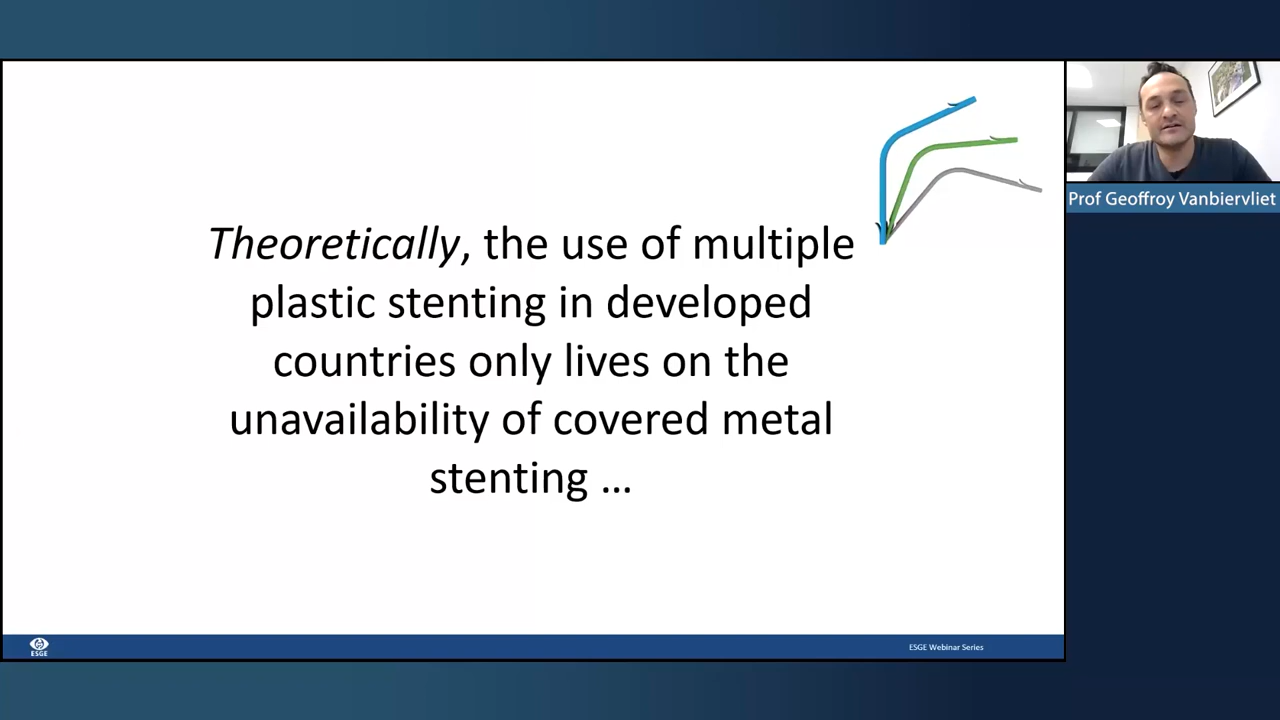 Theoretically, the use of multiple
plastic stenting in developed
countries only lives on the
unavailability of covered metal
stenting ...
Prof Geoffroy Vanbiervliet
ESGE
ESGE Webinar Series